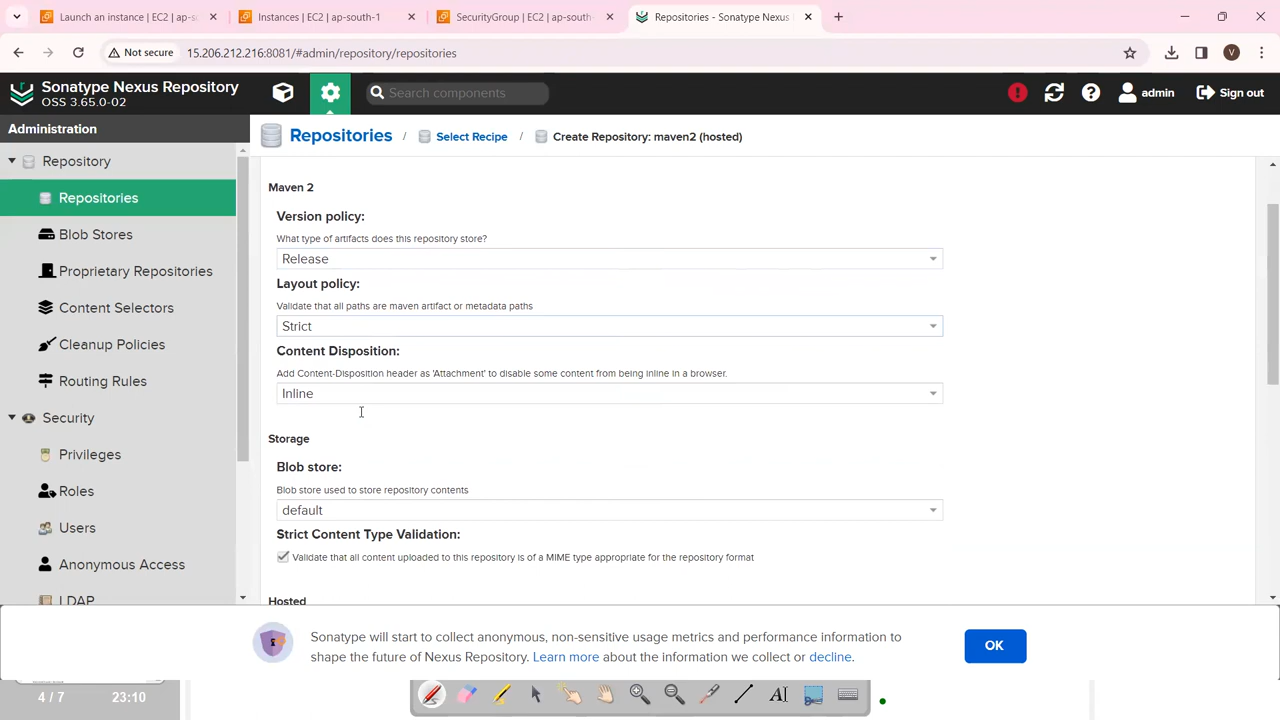 Launch an instance | EC2 | ap-s
Instances | EC2 | ap-south-1
SecurityGroup | EC2 | ap-south-
Repositories - Sonatype Nexus
Not secure
15.206.212.216:8081/#admin/repository/repositories
V
Sonatype Nexus Repository
OSS 3.65.0-02
Search components
admin
Sign out
Administration
Repositories / Select Recipe / Create Repository: maven2 (hosted)
Repository
Repositories
Blob Stores
Proprietary Repositories
Content Selectors
Cleanup Policies
Routing Rules
Security
Privileges
Roles
Users
Anonymous Access
LDAP
Maven 2
Version policy:
What type of artifacts does this repository store?
Release
Layout policy:
Validate that all paths are maven artifact or metadata paths
Strict
Content Disposition:
Add Content-Disposition header as 'Attachment' to disable some content from being inline in a browser.
Inline
Storage
Blob store:
Blob store used to store repository contents
default
Strict Content Type Validation:
Validate that all content uploaded to this repository is of a MIME type appropriate for the repository format
Hosted
Sonatype will start to collect anonymous, non-sensitive usage metrics and performance information to
shape the future of Nexus Repository. Learn more about the information we collect or decline.
OK
4 / 7
23:10
AI